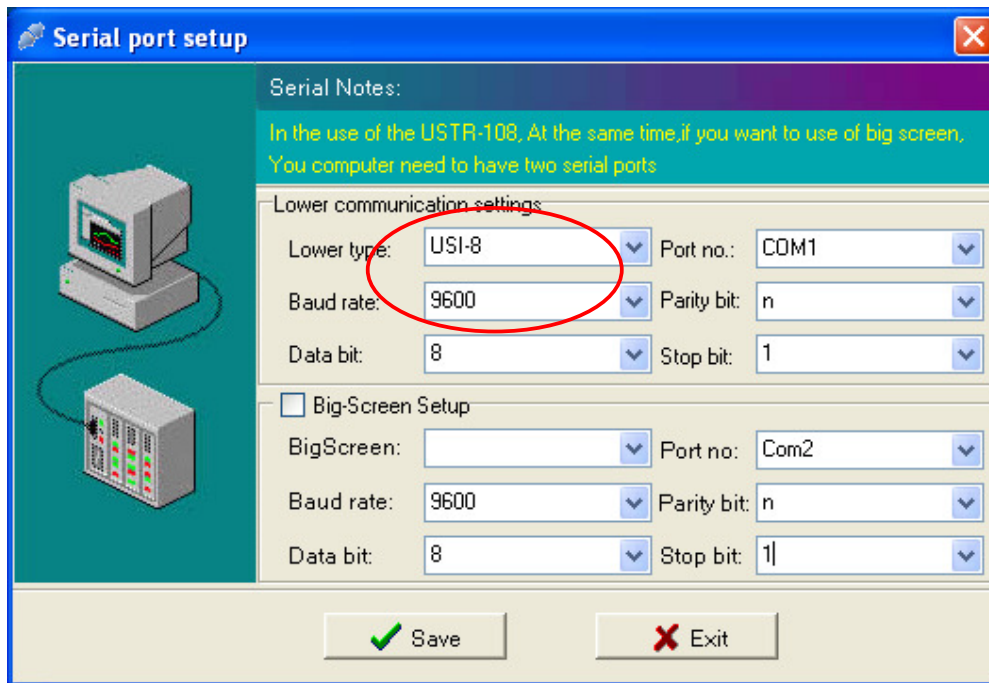 Serial port setup
Serial Notes:
In the use of the USTR-108, At the same time,if you want to use of big screen,
You computer need to have two serial ports
Lower communication settings
Lower type: USI-8 Port no.: COM1
Baud rate: 9600 Parity bit: n
Data bit: 8 Stop bit: 1
Big-Screen Setup
BigScreen: Port no: Com2
Baud rate: 9600 Parity bit: n
Data bit: 8 Stop bit: 1
Save Exit